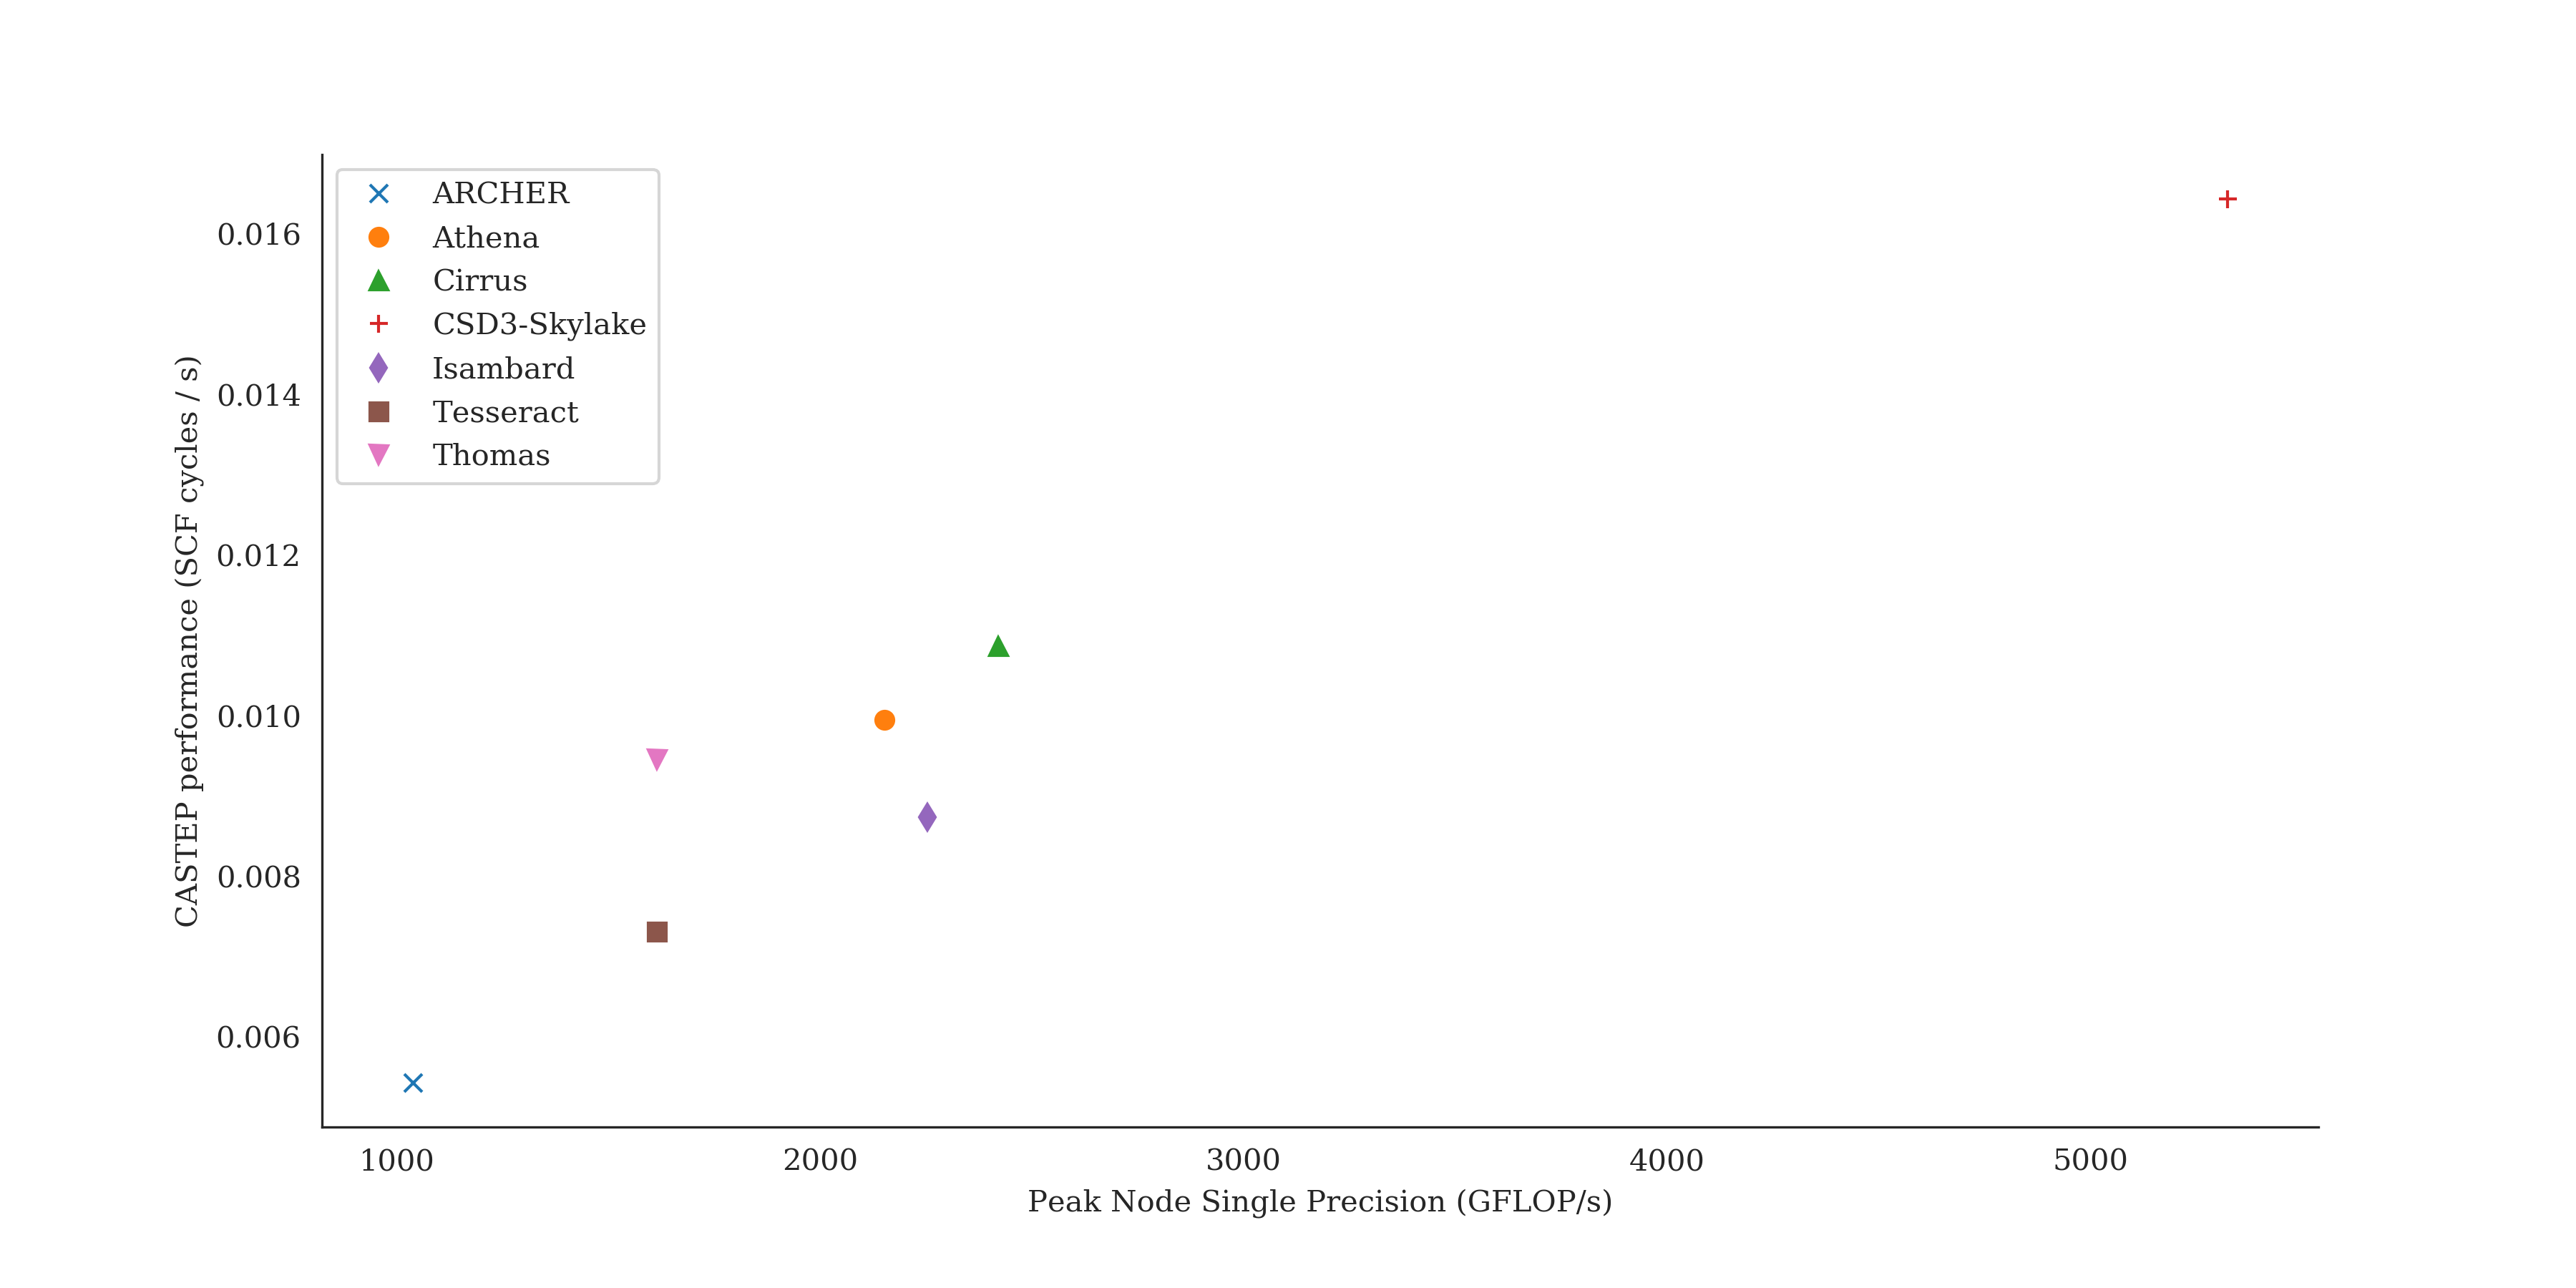 ARCHER
Athena
Cirrus
CSD3-Skylake
Isambard
Tesseract
Thomas
CASTEP performance (SCF cycles / s)
0.016
0.014
0.012
0.010
0.008
0.006
1000 2000 3000 4000 5000
Peak Node Single Precision (GFLOP/s)